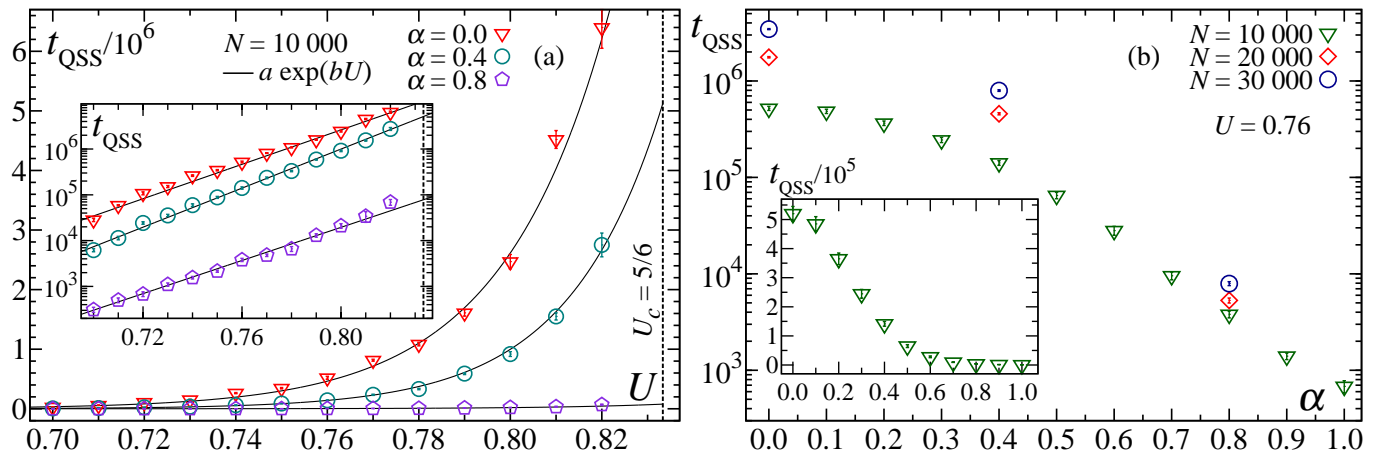 t_QSS/10^6
N = 10 000
— a exp(bU)
α = 0.0
α = 0.4
α = 0.8
(a)
6
5
4
3
2
1
0
t_QSS
10^6
10^5
10^4
10^3
0.72 0.76 0.80
U_c = 5/6
U
0.70 0.72 0.74 0.76 0.78 0.80 0.82
t_QSS
(b)
N = 10 000
N = 20 000
N = 30 000
U = 0.76
10^6
10^5
10^4
10^3
t_QSS/10^5
5
4
3
2
1
0
0.0 0.2 0.4 0.6 0.8 1.0
α
0.0 0.1 0.2 0.3 0.4 0.5 0.6 0.7 0.8 0.9 1.0